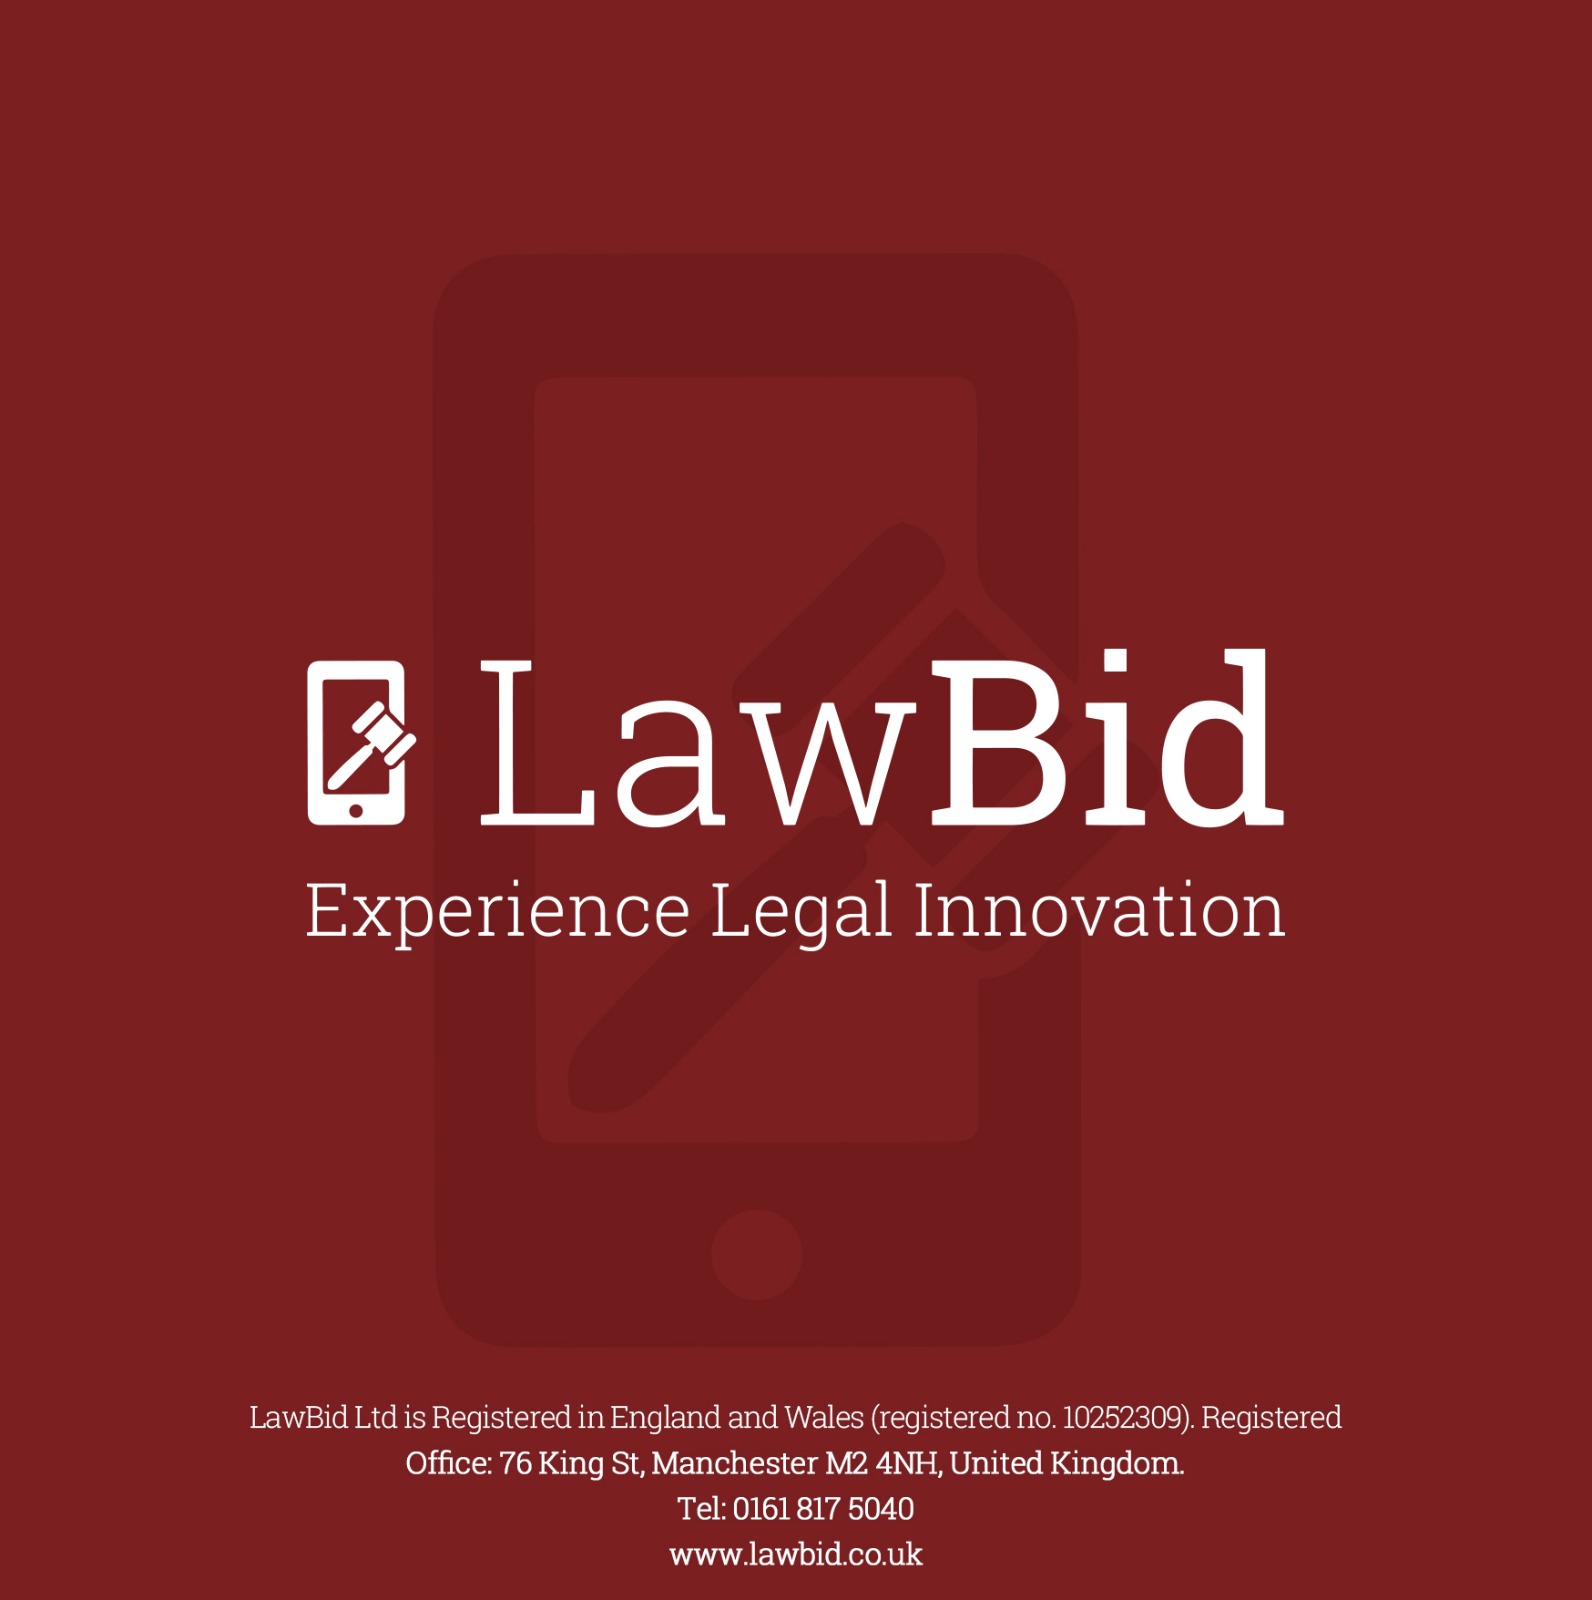 LawBid
Experience Legal Innovation
LawBid Ltd is Registered in England and Wales (registered no. 10252309). Registered
Office: 76 King St, Manchester M2 4NH, United Kingdom.
Tel: 0161 817 5040
www.lawbid.co.uk